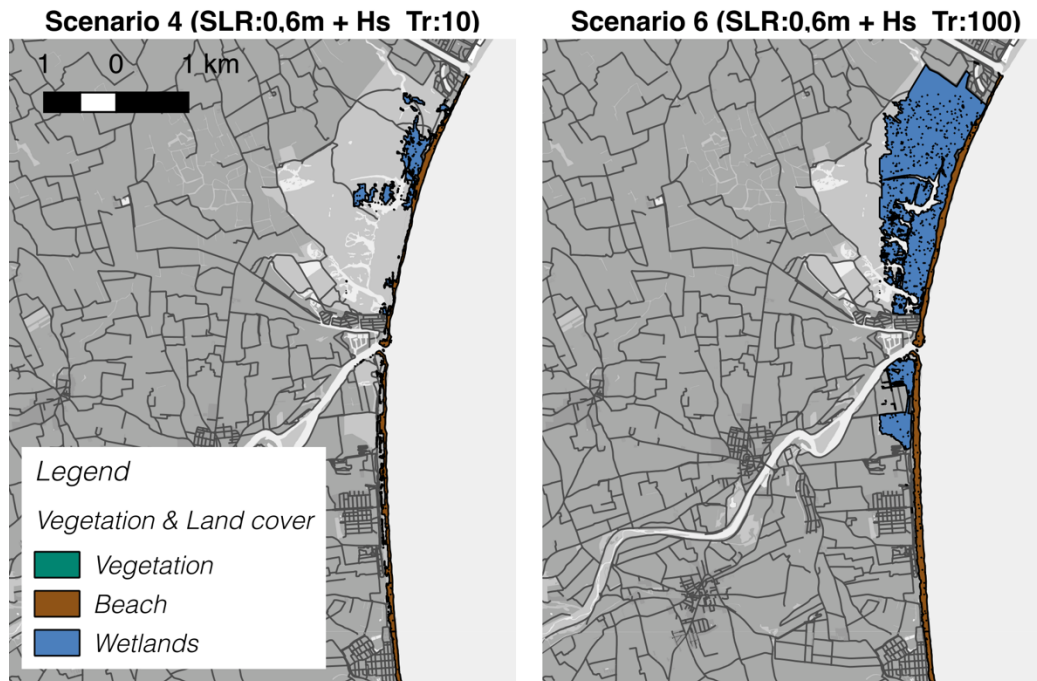 Scenario 4 (SLR:0,6m + Hs Tr:10)
Scenario 6 (SLR:0,6m + Hs Tr:100)
1 0 1 km
Legend
Vegetation & Land cover
Vegetation
Beach
Wetlands